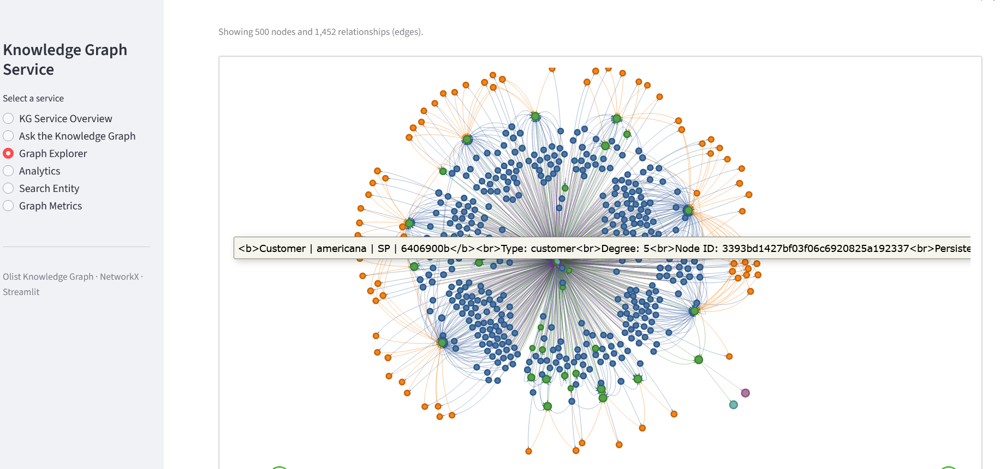 Showing 500 nodes and 1,452 relationships (edges).
Knowledge Graph
Service
Select a service
KG Service Overview
Ask the Knowledge Graph
Graph Explorer
Analytics
Search Entity
Graph Metrics
Olist Knowledge Graph · NetworkX ·
Streamlit
<b>Customer | americana | SP | 6406900b</b><br>Type: customer<br>Degree: 5<br>Node ID: 3393bd1427bf03f06c6920825a192337<br>Persiste